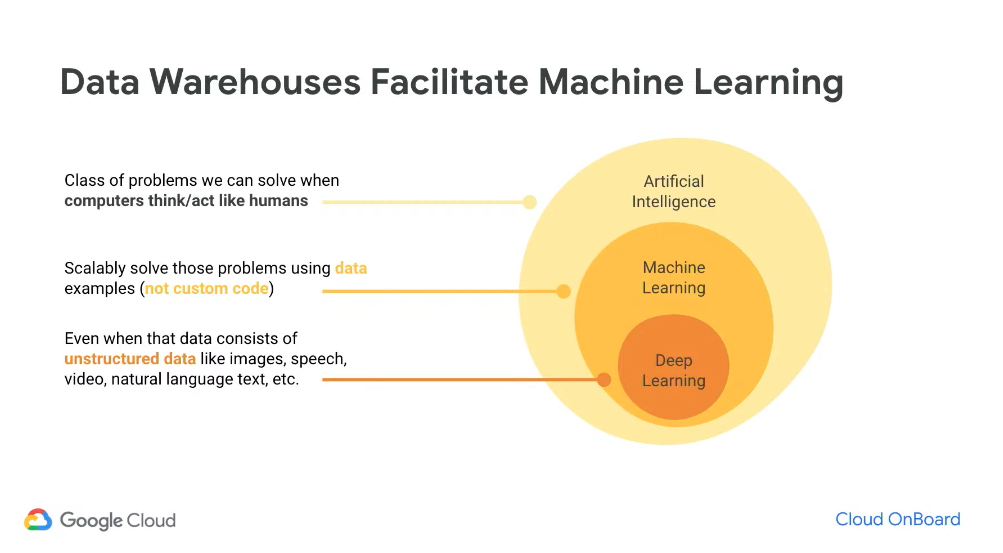 Data Warehouses Facilitate Machine Learning
Class of problems we can solve when
computers think/act like humans
Scalably solve those problems using data
examples (not custom code)
Even when that data consists of
unstructured data like images, speech,
video, natural language text, etc.
Artificial
Intelligence
Machine
Learning
Deep
Learning
Google Cloud
Cloud OnBoard